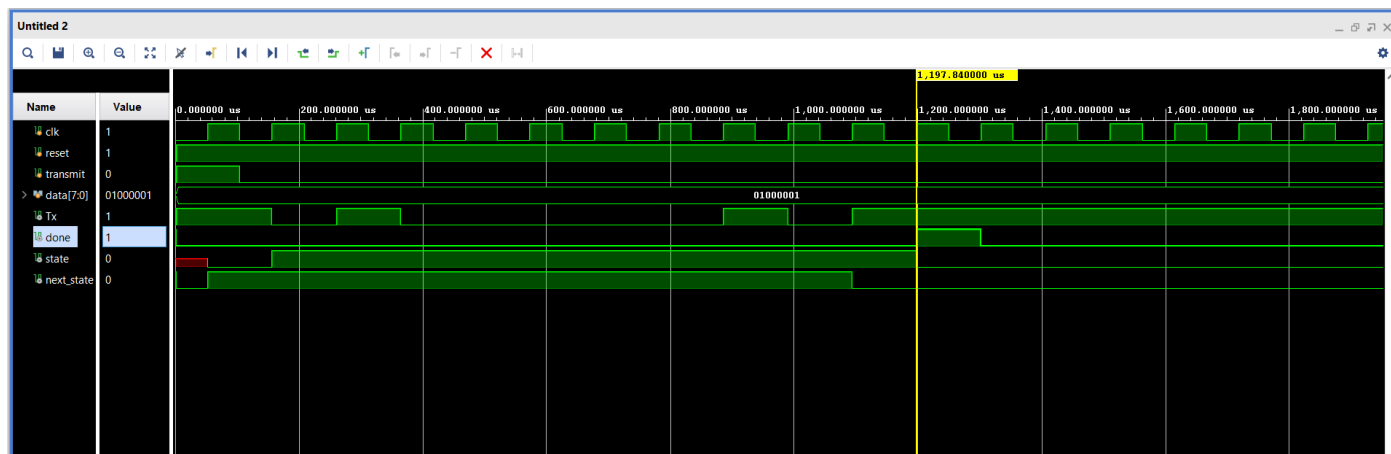 Untitled 2
1,197.840000 us
Name Value
0.000000 us 200.000000 us 400.000000 us 600.000000 us 800.000000 us 1,000.000000 us 1,200.000000 us 1,400.000000 us 1,600.000000 us 1,800.000000 us
clk 1
reset 1
transmit 0
data[7:0] 01000001 01000001
Tx 1
done 1
state 0
next_state 0